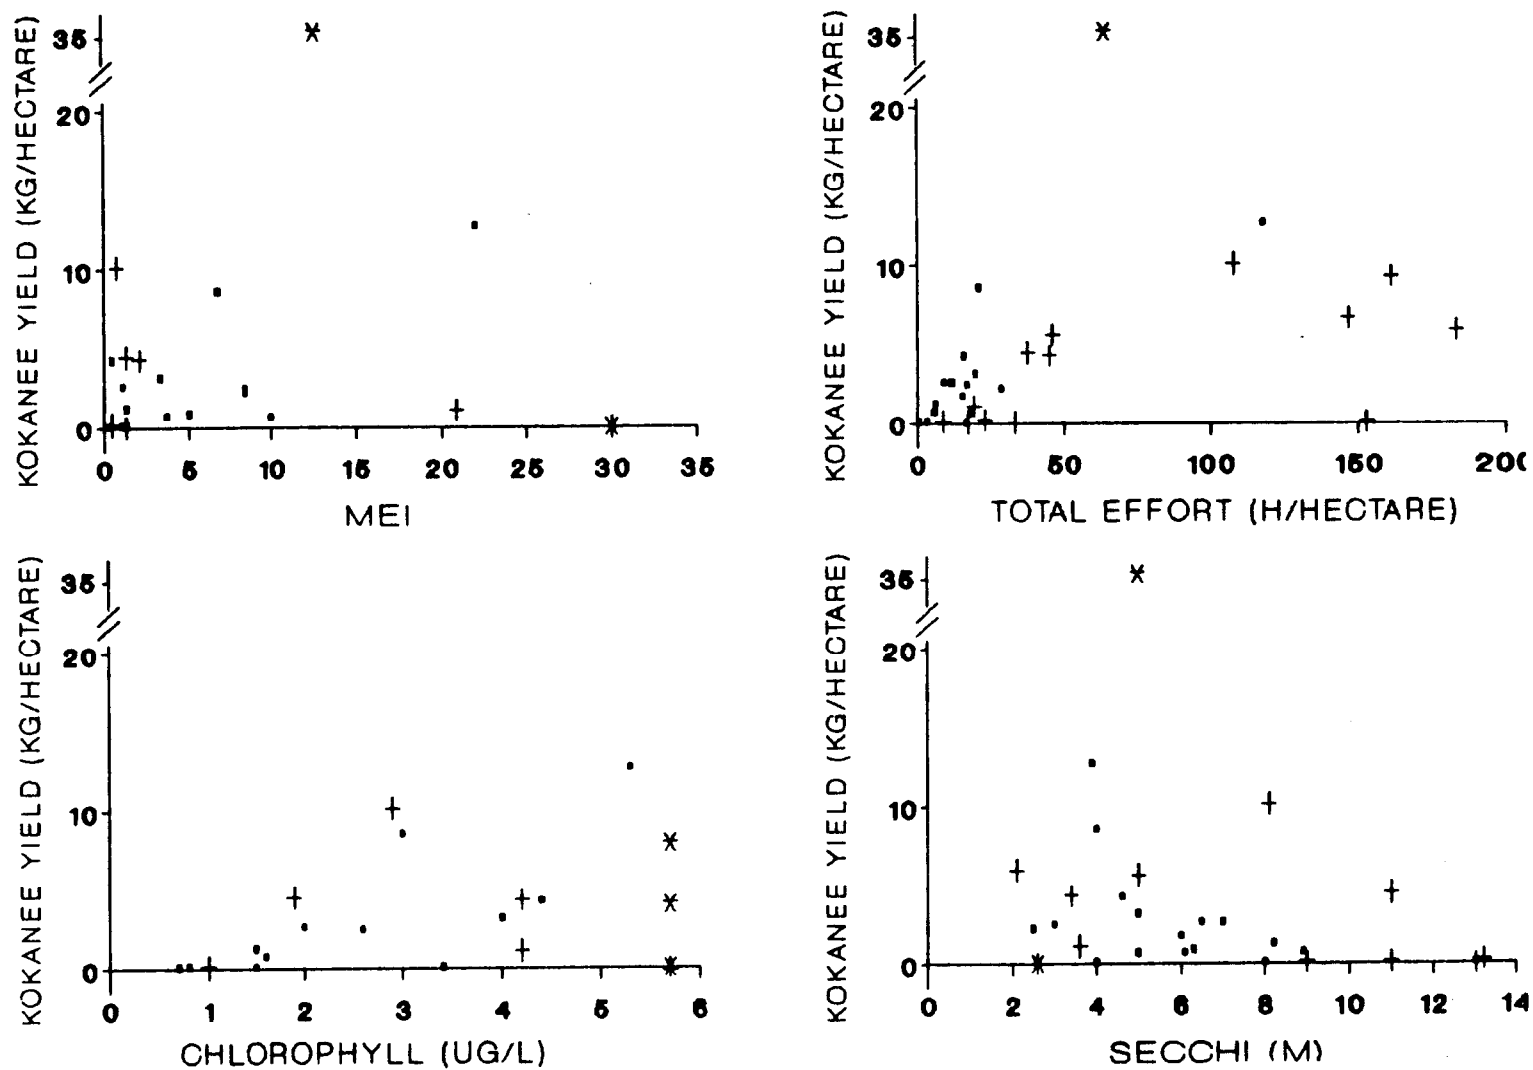 KOKANEE YIELD (KG/HECTARE)
35
20
10
0
0 5 10 15 20 25 30 35
MEI
KOKANEE YIELD (KG/HECTARE)
35
20
10
0
0 50 100 150 200
TOTAL EFFORT (H/HECTARE)
KOKANEE YIELD (KG/HECTARE)
35
20
10
0
0 1 2 3 4 5 6
CHLOROPHYLL (UG/L)
KOKANEE YIELD (KG/HECTARE)
35
20
10
0
0 2 4 6 8 10 12 14
SECCHI (M)